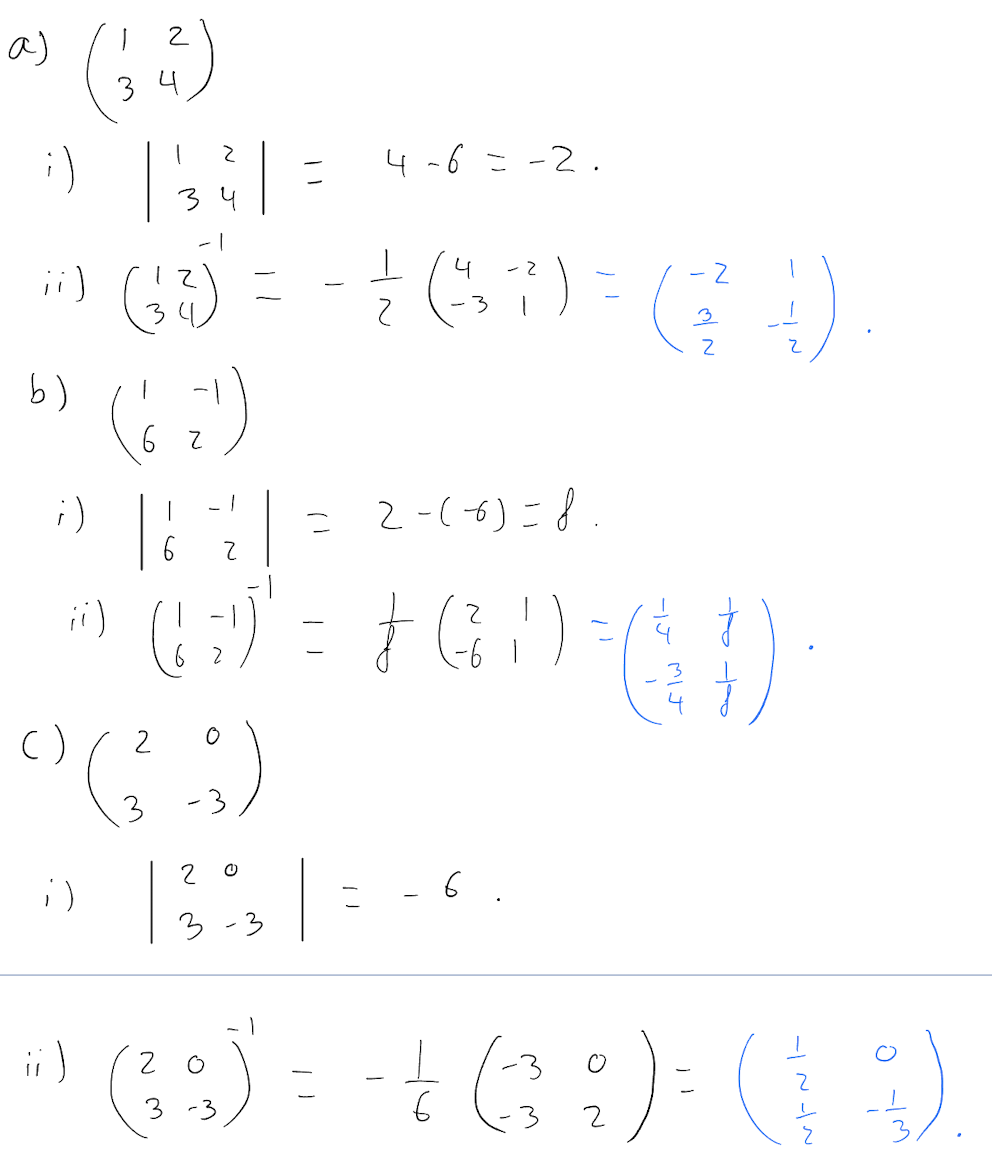 a) (1 2
3 4)
i) |1 2
3 4| = 4 - 6 = -2.
ii) (1 2
3 4)^-1 = -1/2 (4 -2
-3 1) = (-2 1
3/2 -1/2).
b) (1 -1
6 2)
i) |1 -1
6 2| = 2 - (-6) = 8.
ii) (1 -1
6 2)^-1 = 1/8 (2 1
-6 1) = (1/4 1/8
-3/4 1/8).
c) (2 0
3 -3)
i) |2 0
3 -3| = -6.
ii) (2 0
3 -3)^-1 = -1/6 (-3 0
-3 2) = (1/2 0
1/2 -1/3).